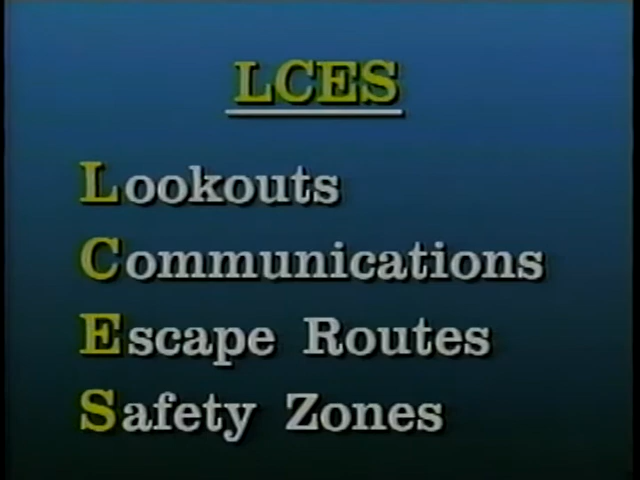 LCES
Lookouts
Communications
Escape Routes
Safety Zones